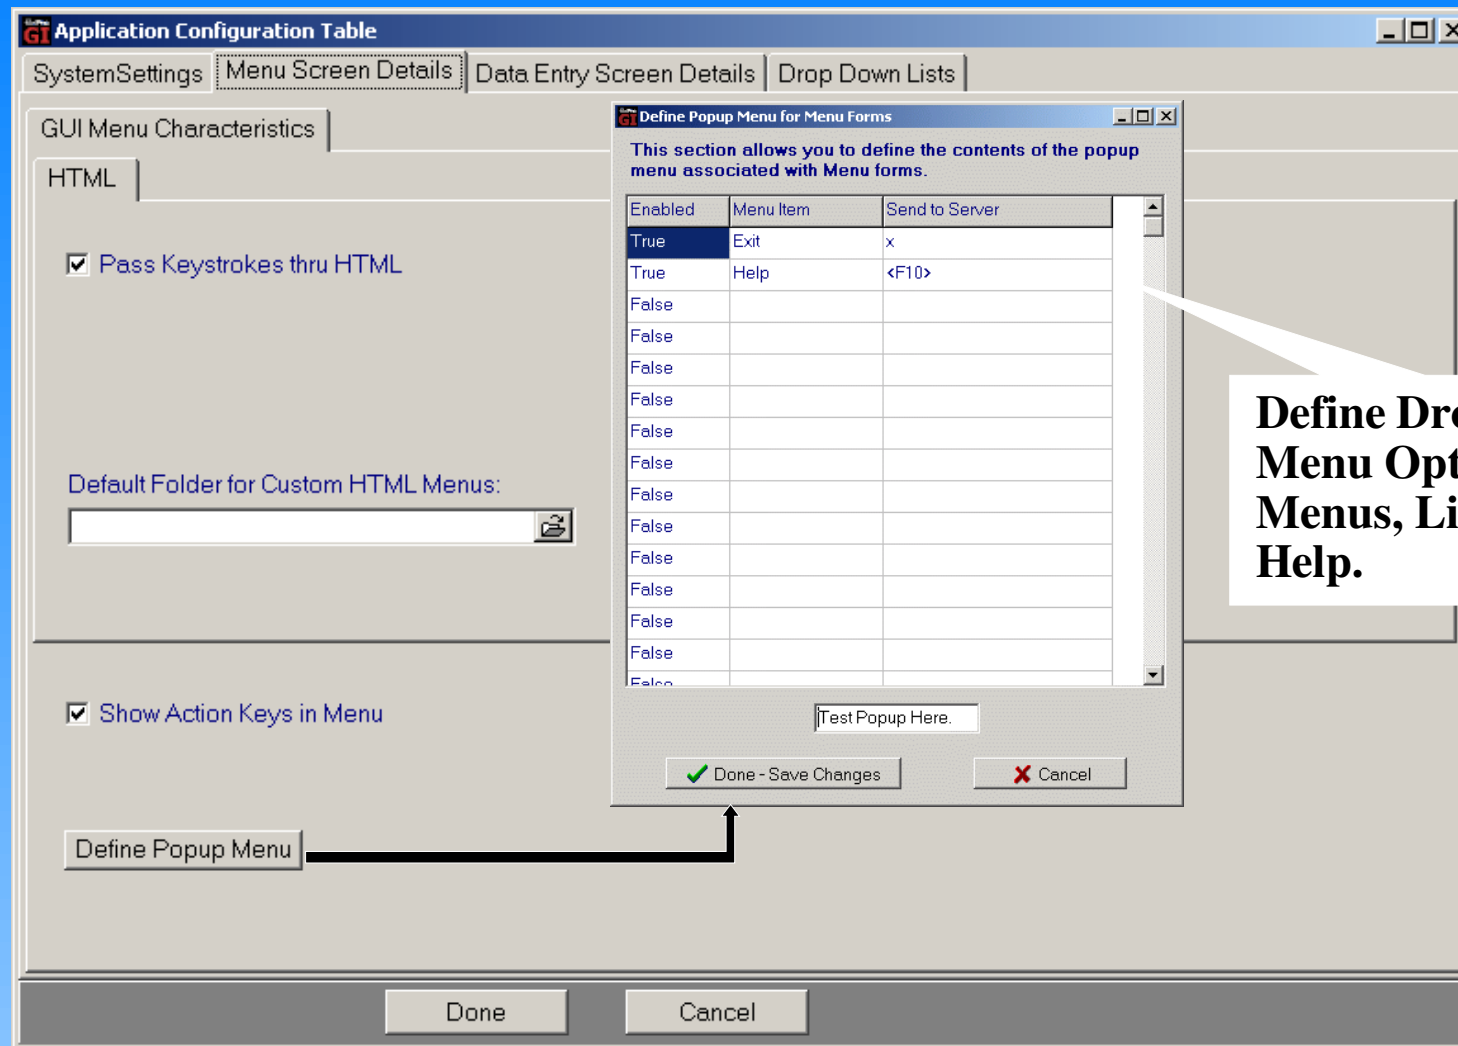 GI Application Configuration Table
SystemSettings Menu Screen Details Data Entry Screen Details Drop Down Lists
GUI Menu Characteristics
HTML
Pass Keystrokes thru HTML
Default Folder for Custom HTML Menus:
Show Action Keys in Menu
Define Popup Menu
Done Cancel
GI Define Popup Menu for Menu Forms
This section allows you to define the contents of the popup
menu associated with Menu forms.
Enabled Menu Item Send to Server
True Exit x
True Help <F10>
False
False
False
False
False
False
False
False
False
False
False
False
False
Test Popup Here.
Done - Save Changes Cancel
Define
Menu
Menus,
Help.